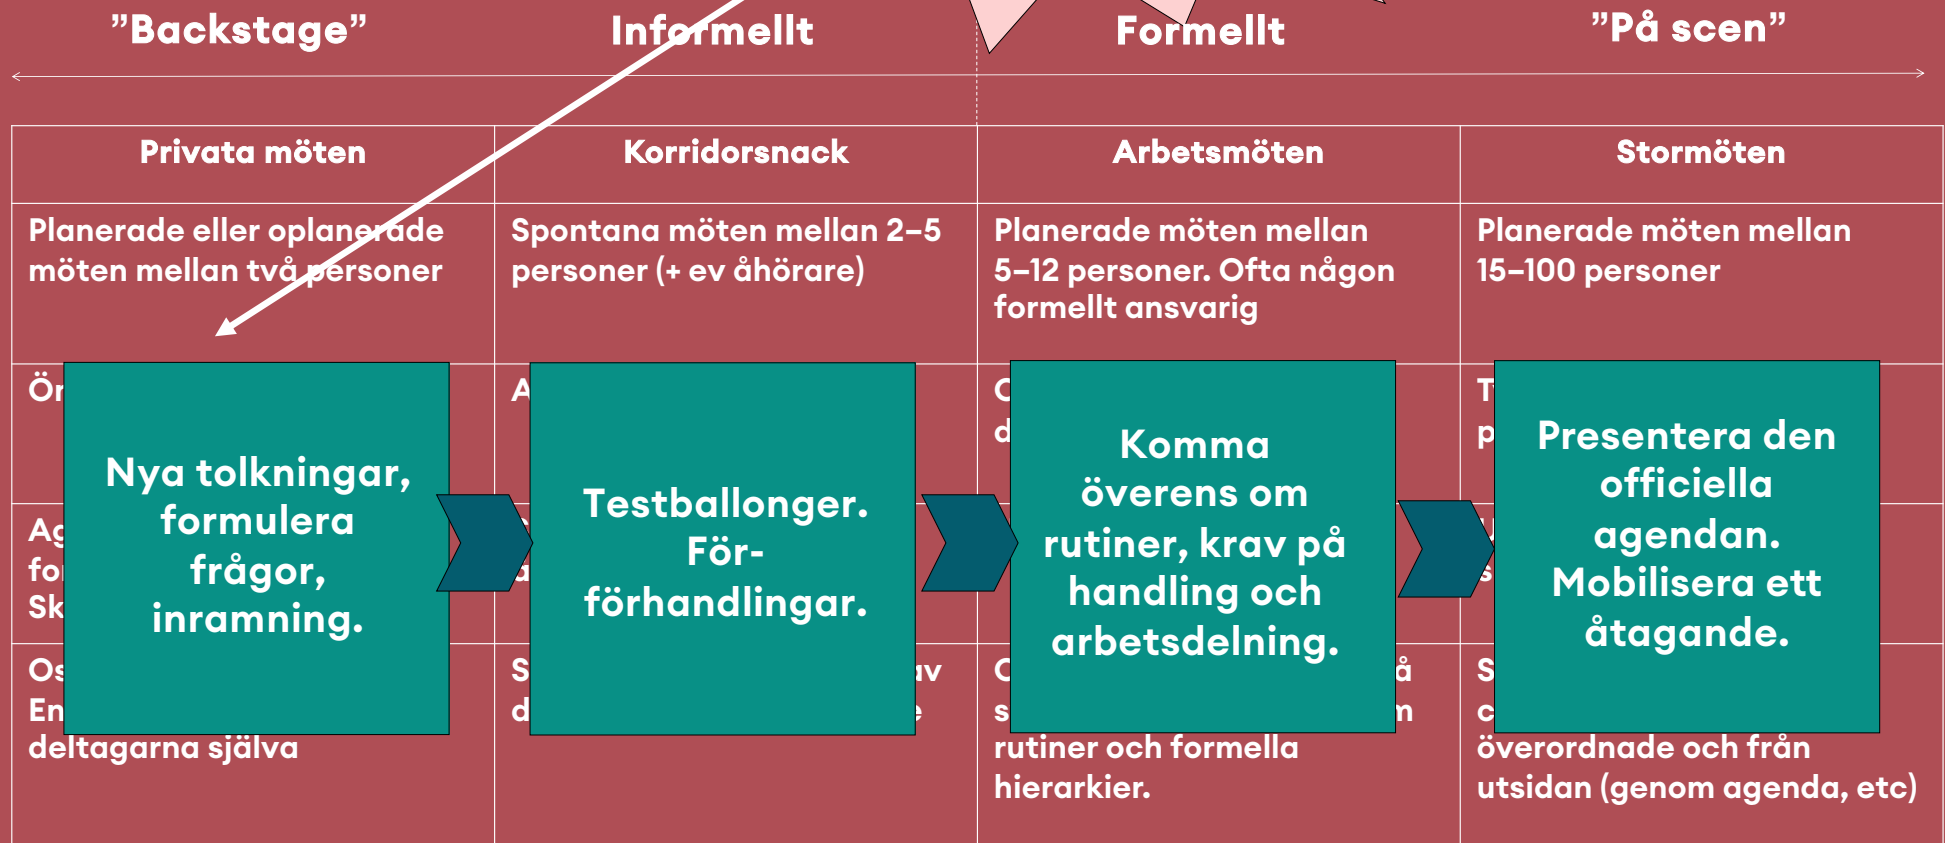 ”Backstage”
Informellt
Formellt
”På scen”
Privata möten
Korridorsnack
Arbetsmöten
Stormöten
Planerade eller oplanerade
möten mellan två personer
Spontana möten mellan 2–5
personer (+ ev åhörare)
Planerade möten mellan
5–12 personer. Ofta någon
formellt ansvarig
Planerade möten mellan
15–100 personer
Nya tolkningar,
formulera
frågor,
inramning.
Testballonger.
För-
förhandlingar.
Komma
överens om
rutiner, krav på
handling och
arbetsdelning.
Presentera den
officiella
agendan.
Mobilisera ett
åtagande.
deltagarna själva
rutiner och formella
hierarkier.
överordnade och från
utsidan (genom agenda, etc)